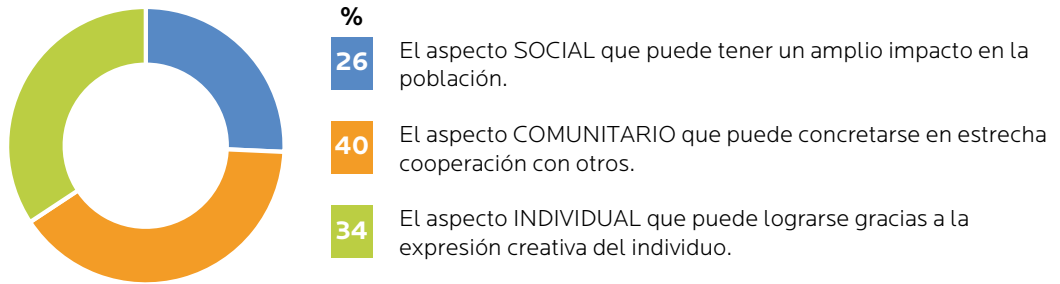 %
26
El aspecto SOCIAL que puede tener un amplio impacto en la
población.
40
El aspecto COMUNITARIO que puede concretarse en estrecha
cooperación con otros.
34
El aspecto INDIVIDUAL que puede lograrse gracias a la
expresión creativa del individuo.